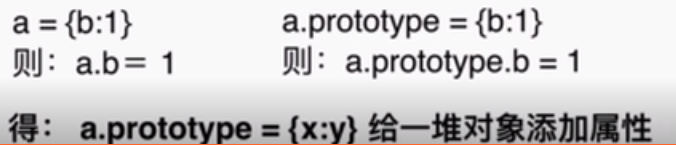 a = {b:1}
则：a.b= 1
a.prototype = {b:1}
则：a.prototype.b = 1
得：a.prototype = {x:y} 给一堆对象添加属性